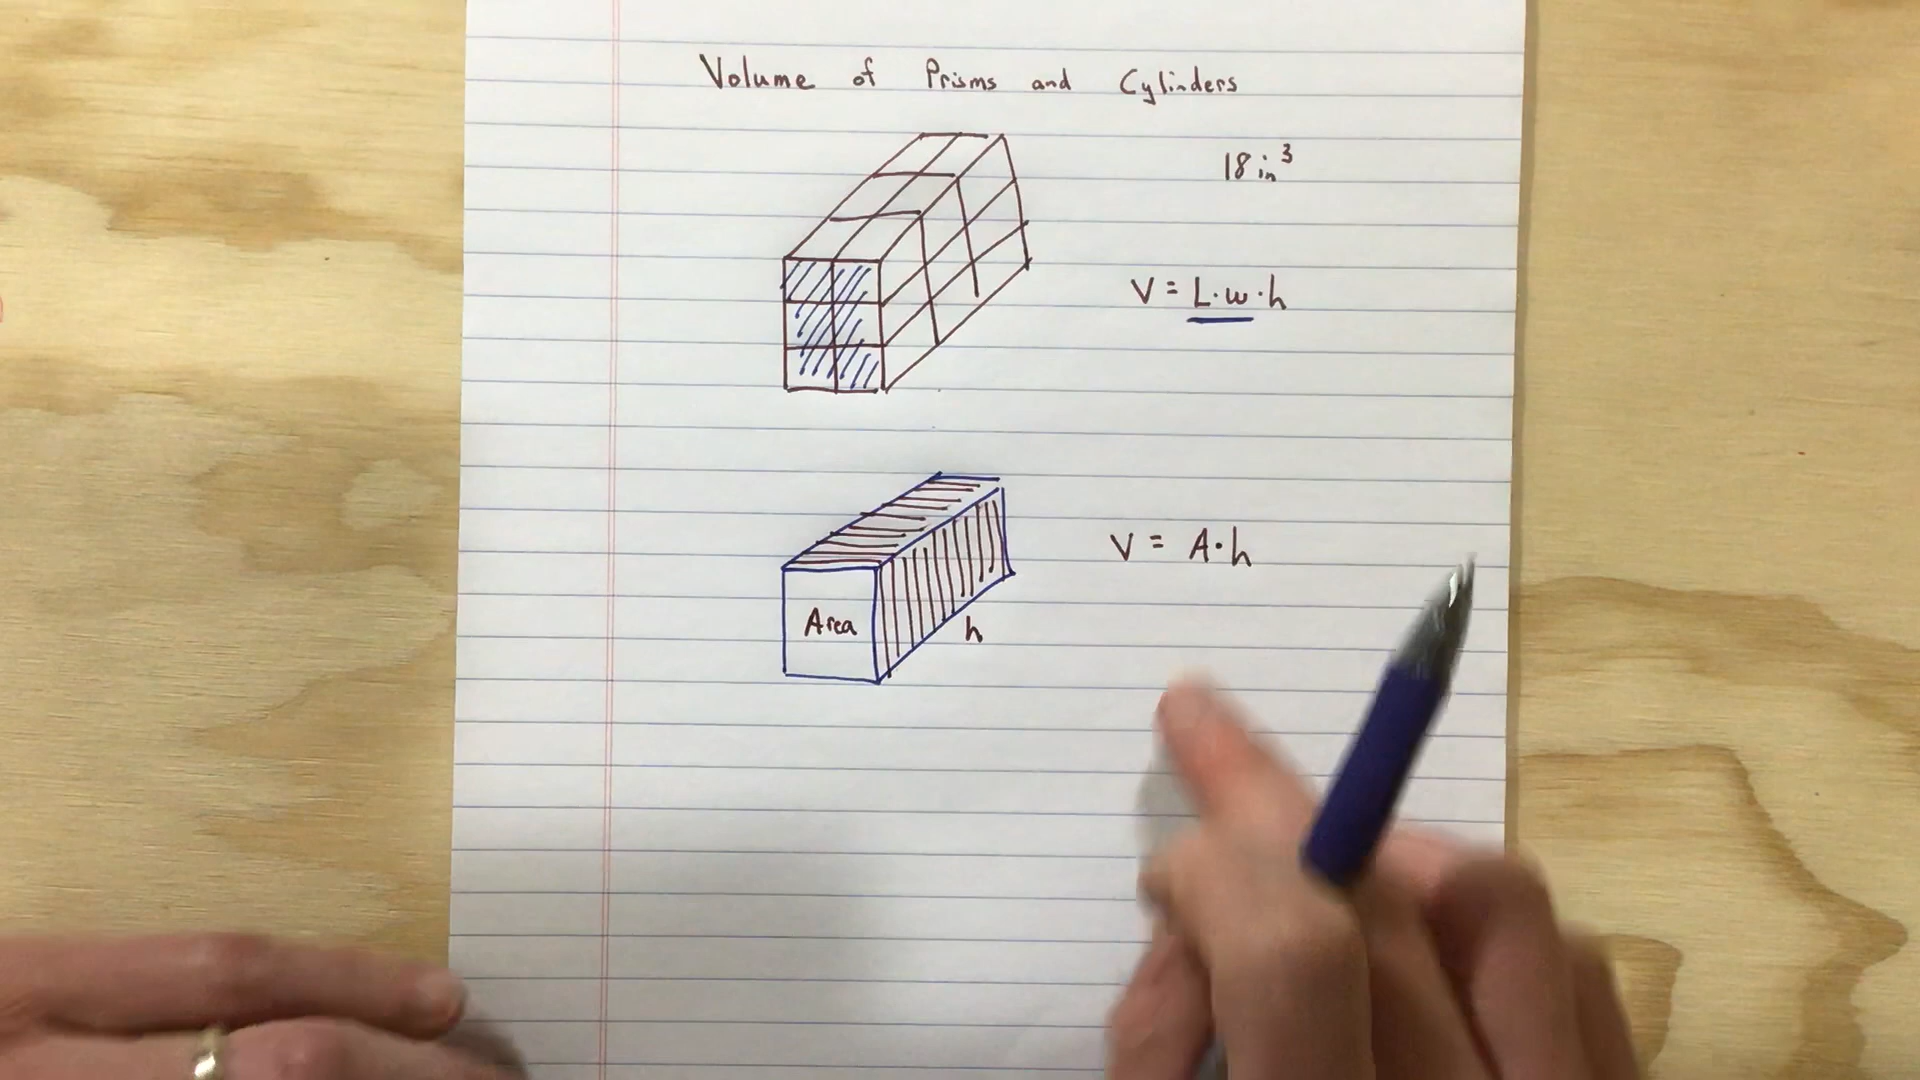 Volume of Prisms and Cylinders
18 in³
V = L·w·h
V = A·h
Area
h